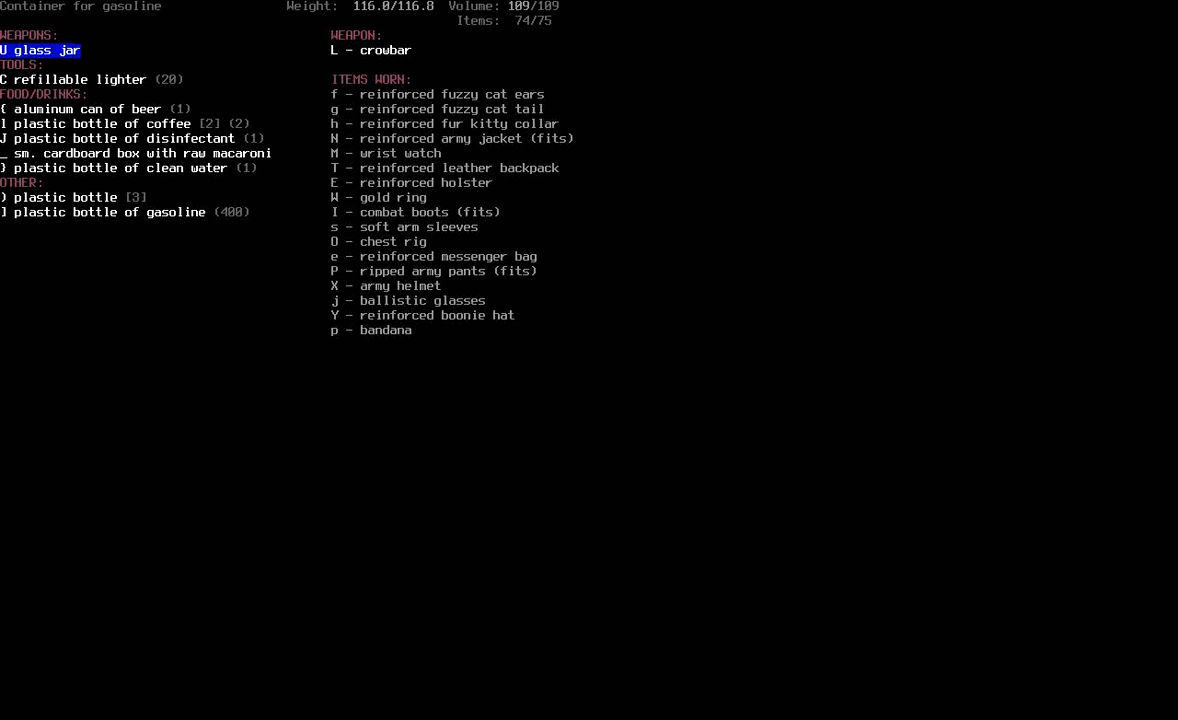 Container for gasoline Weight: 116.0/116.8 Volume: 109/109
Items: 74/75
WEAPONS:
U glass jar
TOOLS:
C refillable lighter (20)
FOOD/DRINKS:
{ aluminum can of beer (1)
l plastic bottle of coffee [2] (2)
J plastic bottle of disinfectant (1)
_ sm. cardboard box with raw macaroni
} plastic bottle of clean water (1)
OTHER:
) plastic bottle [3]
] plastic bottle of gasoline (400)
WEAPON:
L - crowbar
ITEMS WORN:
f - reinforced fuzzy cat ears
g - reinforced fuzzy cat tail
h - reinforced fur kitty collar
N - reinforced army jacket (fits)
M - wrist watch
T - reinforced leather backpack
E - reinforced holster
W - gold ring
I - combat boots (fits)
s - soft arm sleeves
O - chest rig
e - reinforced messenger bag
P - ripped army pants (fits)
X - army helmet
j - ballistic glasses
Y - reinforced boonie hat
p - bandana